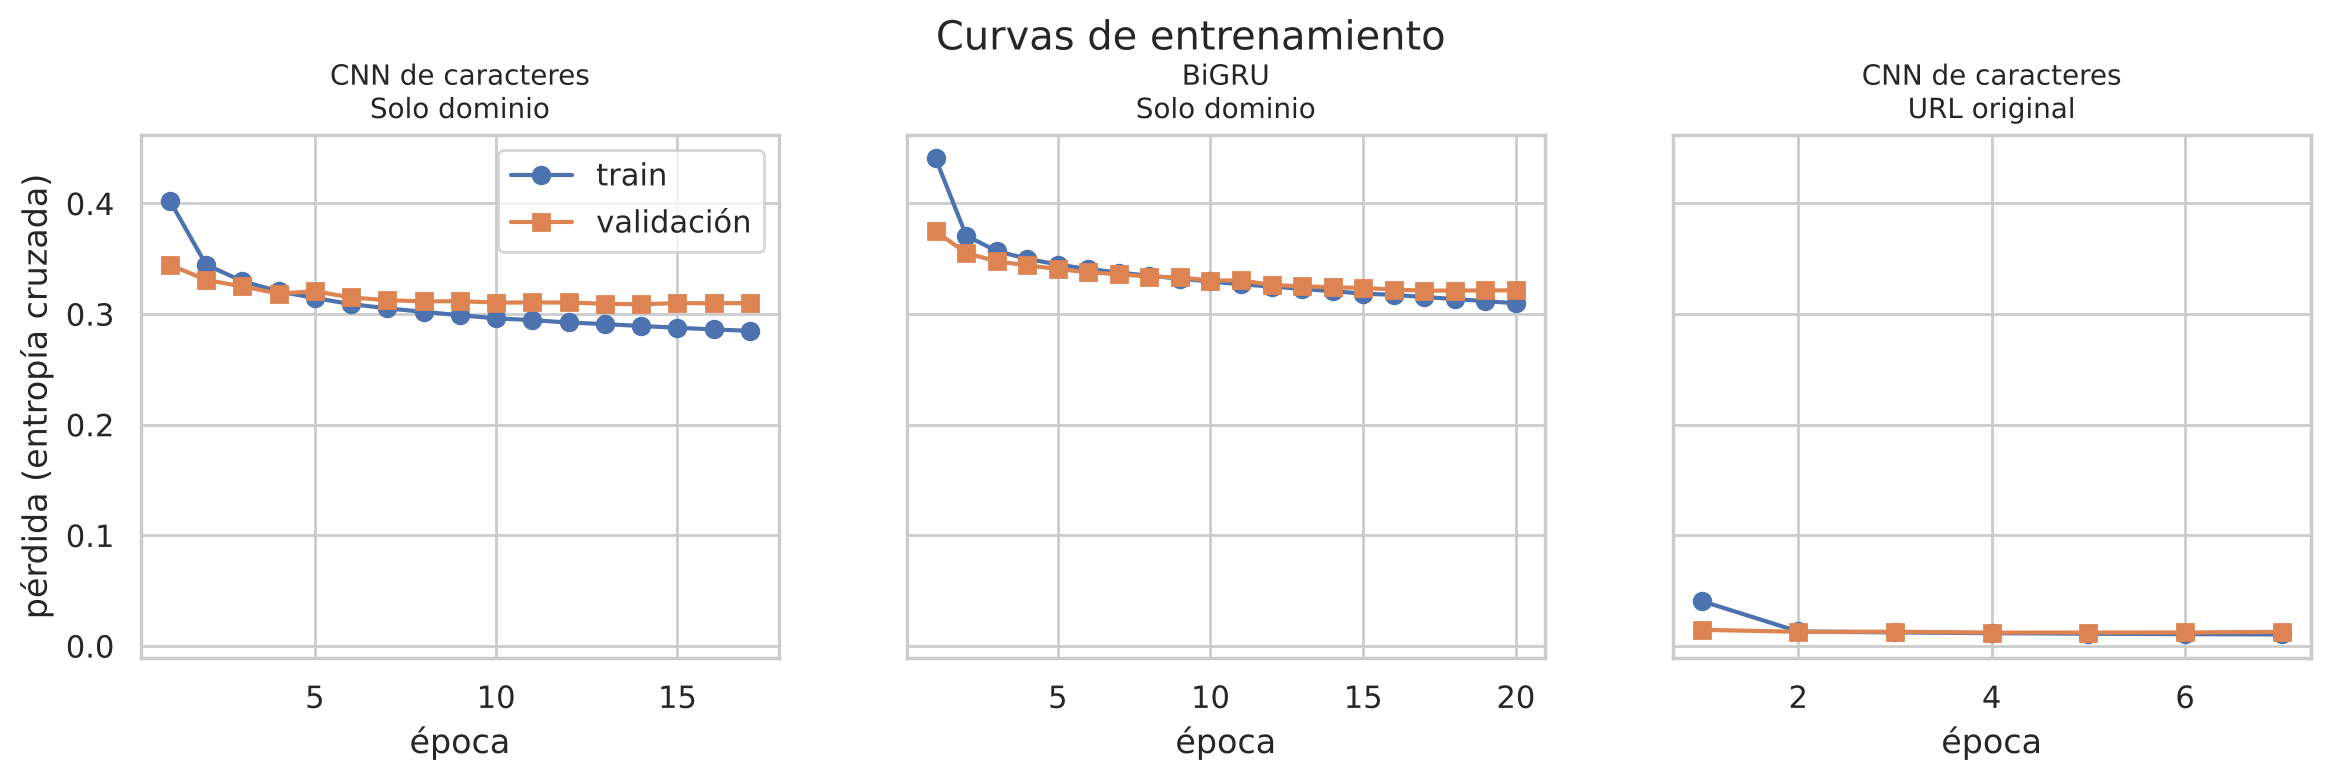 Curvas de entrenamiento
CNN de caracteres
Solo dominio
BiGRU
Solo dominio
CNN de caracteres
URL original
pérdida (entropía cruzada)
0.4
0.3
0.2
0.1
0.0
train
validación
5 10 15
época
5 10 15 20
época
2 4 6
época